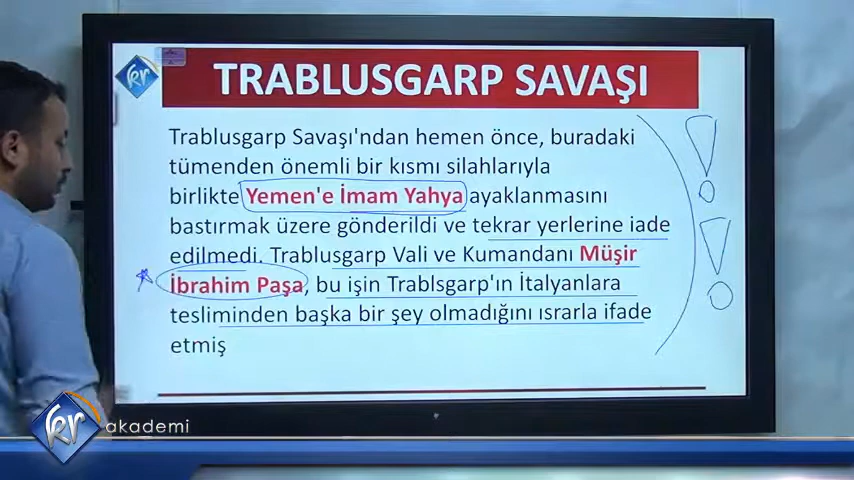 kr
TRABLUSGARP SAVAŞI
Trablusgarp Savaşı'ndan hemen önce, buradaki
tümenden önemli bir kısmı silahlarıyla
birlikte Yemen'e İmam Yahya ayaklanmasını
bastırmak üzere gönderildi ve tekrar yerlerine iade
edilmedi. Trablusgarp Vali ve Kumandanı Müşir
İbrahim Paşa, bu işin Trablsgarp'ın İtalyanlara
tesliminden başka bir şey olmadığını ısrarla ifade
etmiş
kr akademi